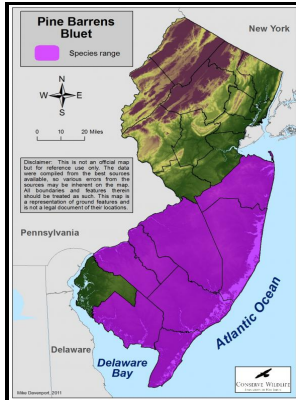 Pine Barrens
Bluet
Species range
New York
N
W
E
S
0
10
20 Miles
Disclaimer: This is not an official map
but for reference use only. The data
were compiled from the best sources
available, so various errors from the
sources may be inherent on the map.
All boundaries and features therein
should be treated as such. This map is
a representation of ground features and
is not a legal document of their locations.
Pennsylvania
Atlantic Ocean
Delaware
Delaware
Bay
Mike Davenport, 2011
CONSERVE WILDLIFE